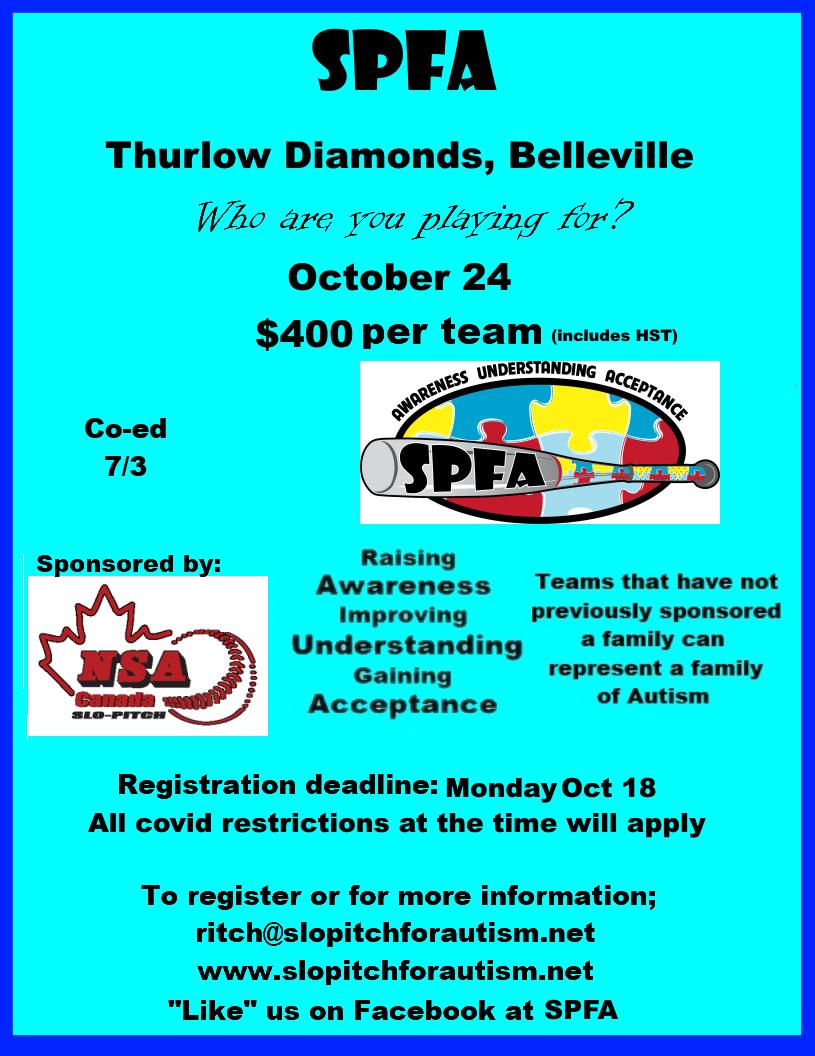 SPFA
Thurlow Diamonds, Belleville
Who are you playing for?
October 24
$400 per team (includes HST)
AWARENESS UNDERSTANDING ACCEPTANCE
SPFA
Co-ed
7/3
Sponsored by:
NSA
Canada
SLO-PITCH
Raising
Awareness
Improving
Understanding
Gaining
Acceptance
Teams that have not
previously sponsored
a family can
represent a family
of Autism
Registration deadline: Monday Oct 18
All covid restrictions at the time will apply
To register or for more information;
ritch@slopitchforautism.net
www.slopitchforautism.net
"Like" us on Facebook at SPFA